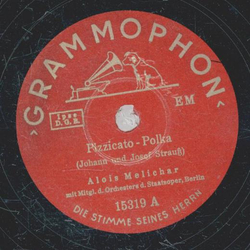 GRAMMOPHON
EM
D.G.G.
Pizzicato-Polka
(Johann und Josef Strauß)
Alois Melichar
mit Mitgl. d. Orchesters d. Staatsoper, Berlin
15319 A
DIE STIMME SEINES HERRN